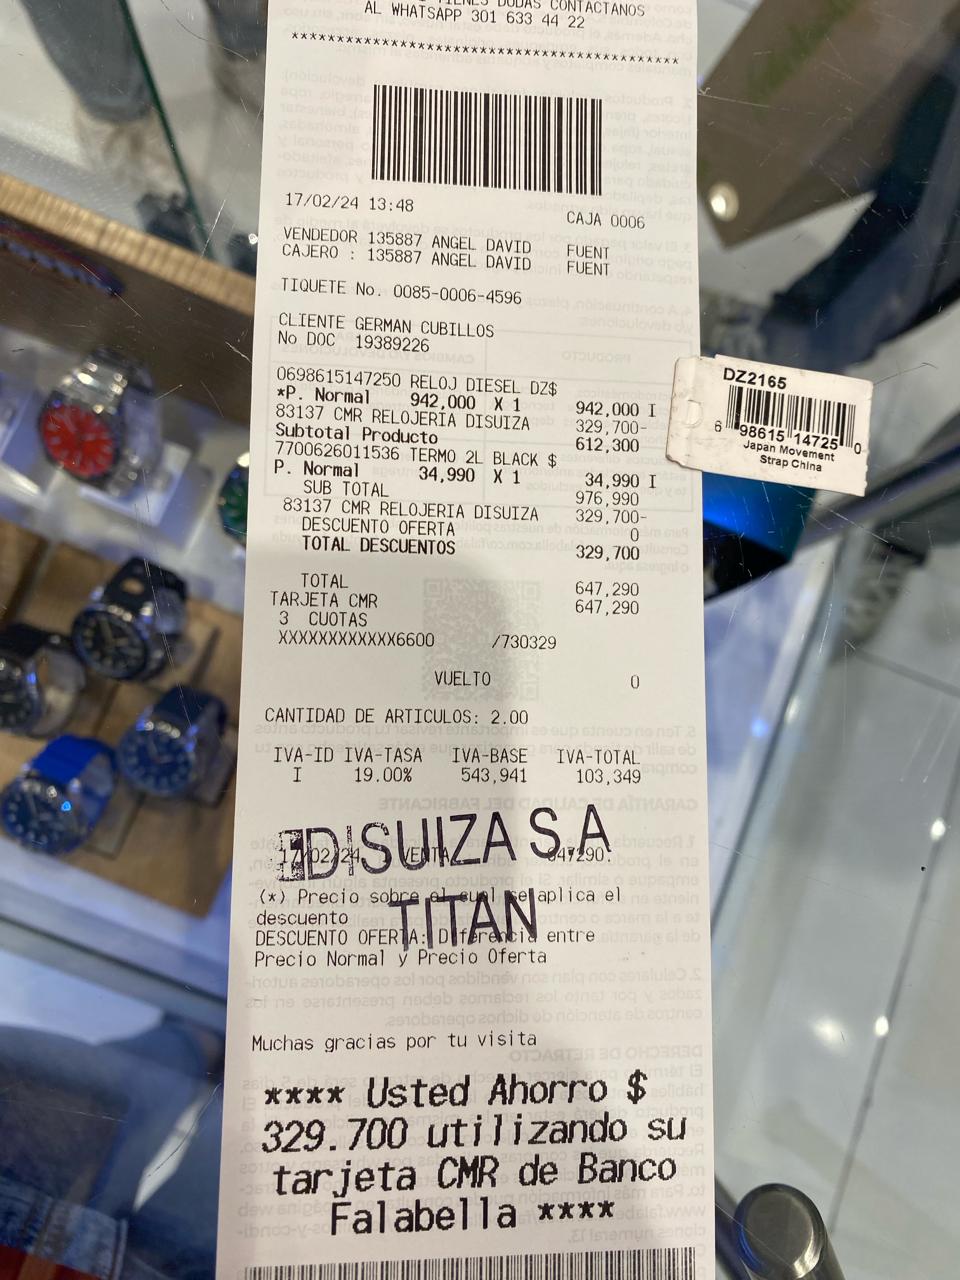 TIENES DUDAS CONTACTANOS
AL WHATSAPP 301 633 44 22
****************************************
17/02/24 13:48 CAJA 0006
VENDEDOR 135887 ANGEL DAVID FUENT
CAJERO : 135887 ANGEL DAVID FUENT
TIQUETE No. 0085-0006-4596
CLIENTE GERMAN CUBILLOS
No DOC 19389226
0698615147250 RELOJ DIESEL DZ$
*P. Normal 942,000 X 1 942,000 I
83137 CMR RELOJERIA DISUIZA 329,700-
Subtotal Producto 612,300
7700626011536 TERMO 2L BLACK $
P. Normal 34,990 X 1 34,990 I
SUB TOTAL 976,990
83137 CMR RELOJERIA DISUIZA 329,700-
DESCUENTO OFERTA 0
TOTAL DESCUENTOS 329,700
TOTAL 647,290
TARJETA CMR 647,290
3 CUOTAS
XXXXXXXXXXXX6600 /730329
VUELTO 0
CANTIDAD DE ARTICULOS: 2.00
IVA-ID IVA-TASA IVA-BASE IVA-TOTAL
I 19.00% 543,941 103,349
DISUIZA S.A
17/02/24 VENTA 647290.
(*) Precio sobre el cual se aplica el
descuento
TITAN
DESCUENTO OFERTA: Diferencia entre
Precio Normal y Precio Oferta
Muchas gracias por tu visita
**** Usted Ahorro $
329.700 utilizando su
tarjeta CMR de Banco
Falabella ****
DZ2165
6 98615 14725 0
Japan Movement
Strap China